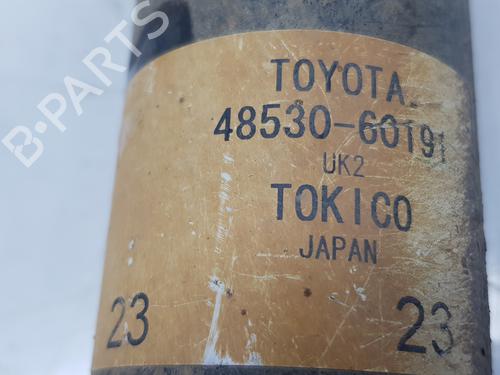 B-PARTS
TOYOTA.
48530-60191
UK2
TOKICO
JAPAN
23 23